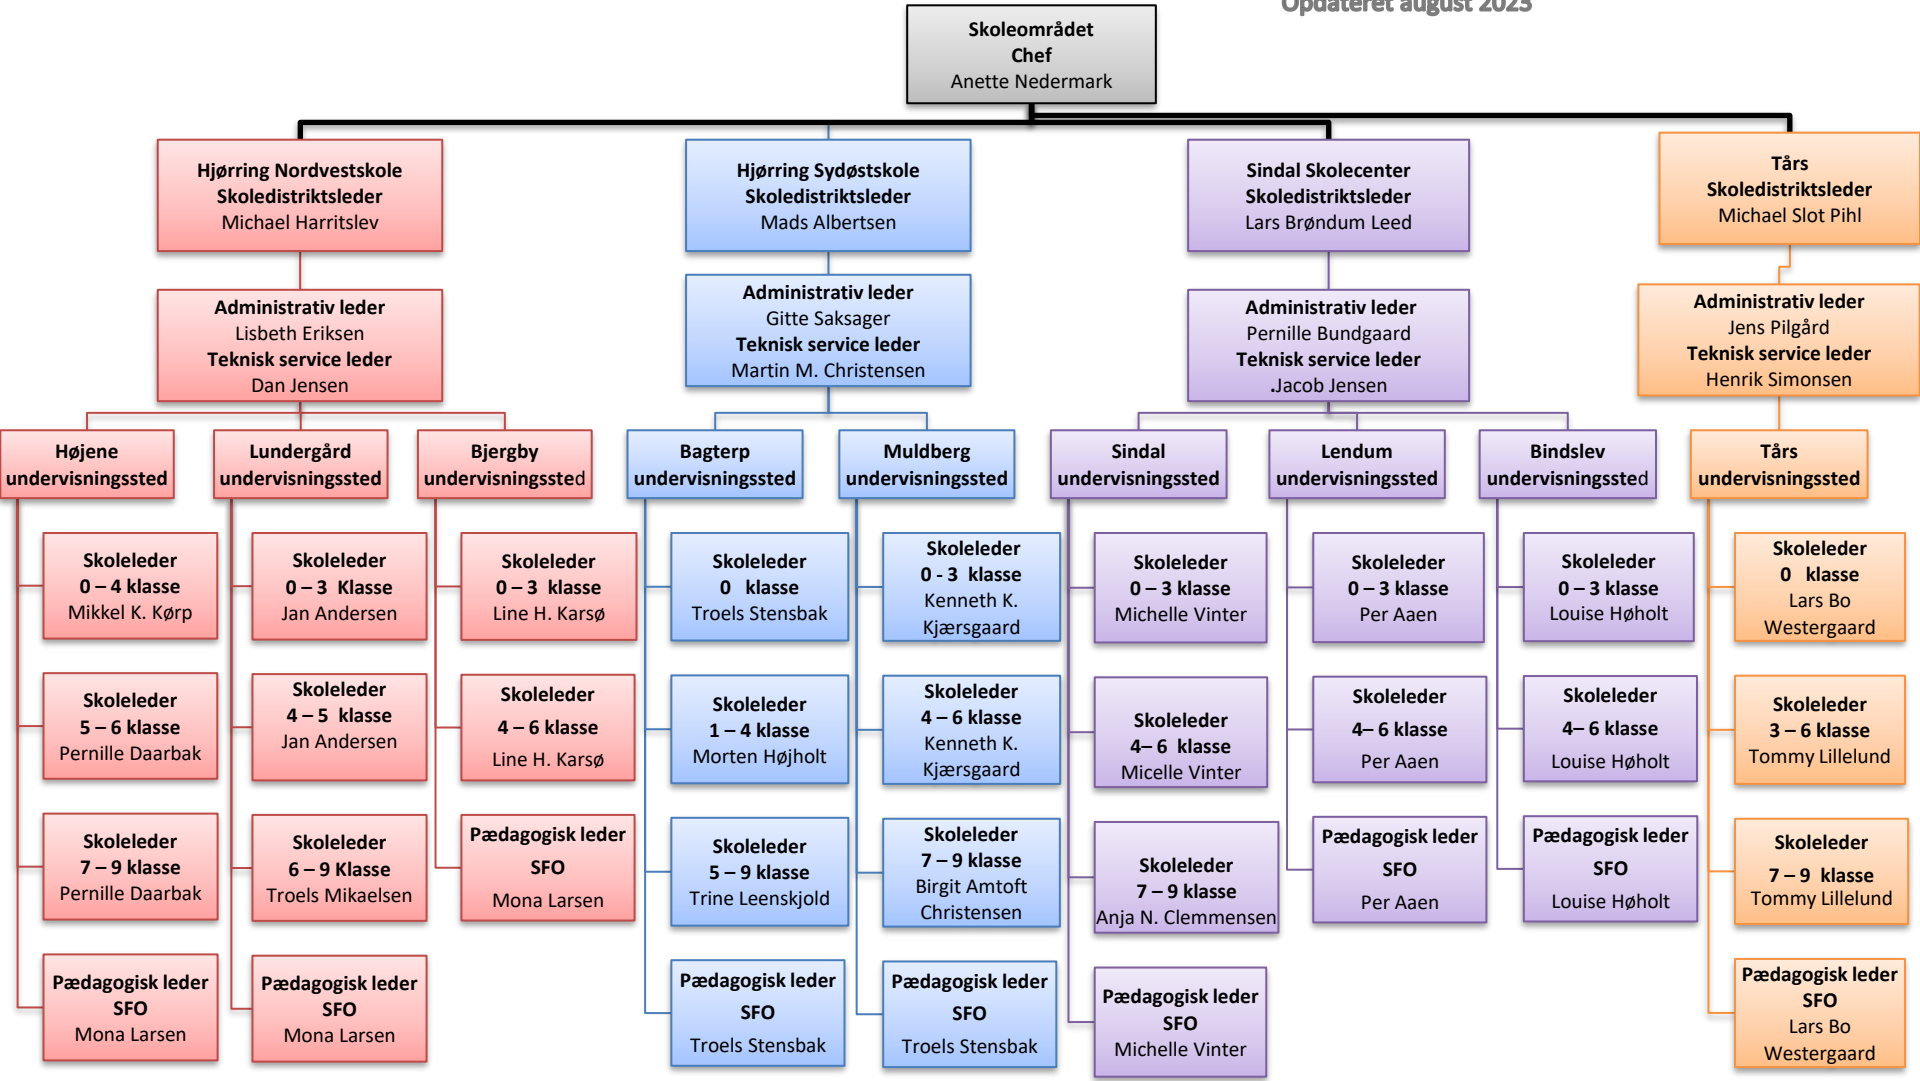 Opdateret august 2023
Skoleområdet
Chef
Anette Nedermark
Hjørring Nordvestskole
Skoledistriktsleder
Michael Harritslev
Hjørring Sydøstskole
Skoledistriktsleder
Mads Albertsen
Sindal Skolecenter
Skoledistriktsleder
Lars Brøndum Leed
Tårs
Skoledistriktsleder
Michael Slot Pihl
Administrativ leder
Lisbeth Eriksen
Teknisk service leder
Dan Jensen
Administrativ leder
Gitte Saksager
Teknisk service leder
Martin M. Christensen
Administrativ leder
Pernille Bundgaard
Teknisk service leder
.Jacob Jensen
Administrativ leder
Jens Pilgård
Teknisk service leder
Henrik Simonsen
Højene
undervisningssted
Lundergård
undervisningssted
Bjergby
undervisningssted
Bagterp
undervisningssted
Muldberg
undervisningssted
Sindal
undervisningssted
Lendum
undervisningssted
Bindslev
undervisningssted
Tårs
undervisningssted
Skoleleder
0 – 4 klasse
Mikkel K. Kørp
Skoleleder
0 – 3 Klasse
Jan Andersen
Skoleleder
0 – 3 klasse
Line H. Karsø
Skoleleder
0 klasse
Troels Stensbak
Skoleleder
0 - 3 klasse
Kenneth K.
Kjærsgaard
Skoleleder
0 – 3 klasse
Michelle Vinter
Skoleleder
0 – 3 klasse
Per Aaen
Skoleleder
0 – 3 klasse
Louise Høholt
Skoleleder
0 klasse
Lars Bo
Westergaard
Skoleleder
5 – 6 klasse
Pernille Daarbak
Skoleleder
4 – 5 klasse
Jan Andersen
Skoleleder
4 – 6 klasse
Line H. Karsø
Skoleleder
1 – 4 klasse
Morten Højholt
Skoleleder
4 – 6 klasse
Kenneth K.
Kjærsgaard
Skoleleder
4– 6 klasse
Micelle Vinter
Skoleleder
4– 6 klasse
Per Aaen
Skoleleder
4– 6 klasse
Louise Høholt
Skoleleder
3 – 6 klasse
Tommy Lillelund
Skoleleder
7 – 9 klasse
Pernille Daarbak
Skoleleder
6 – 9 Klasse
Troels Mikaelsen
Pædagogisk leder
SFO
Mona Larsen
Skoleleder
5 – 9 klasse
Trine Leenskjold
Skoleleder
7 – 9 klasse
Birgit Amtoft
Christensen
Skoleleder
7 – 9 klasse
Anja N. Clemmensen
Pædagogisk leder
SFO
Per Aaen
Pædagogisk leder
SFO
Louise Høholt
Skoleleder
7 – 9 klasse
Tommy Lillelund
Pædagogisk leder
SFO
Mona Larsen
Pædagogisk leder
SFO
Mona Larsen
Pædagogisk leder
SFO
Troels Stensbak
Pædagogisk leder
SFO
Troels Stensbak
Pædagogisk leder
SFO
Michelle Vinter
Pædagogisk leder
SFO
Lars Bo
Westergaard